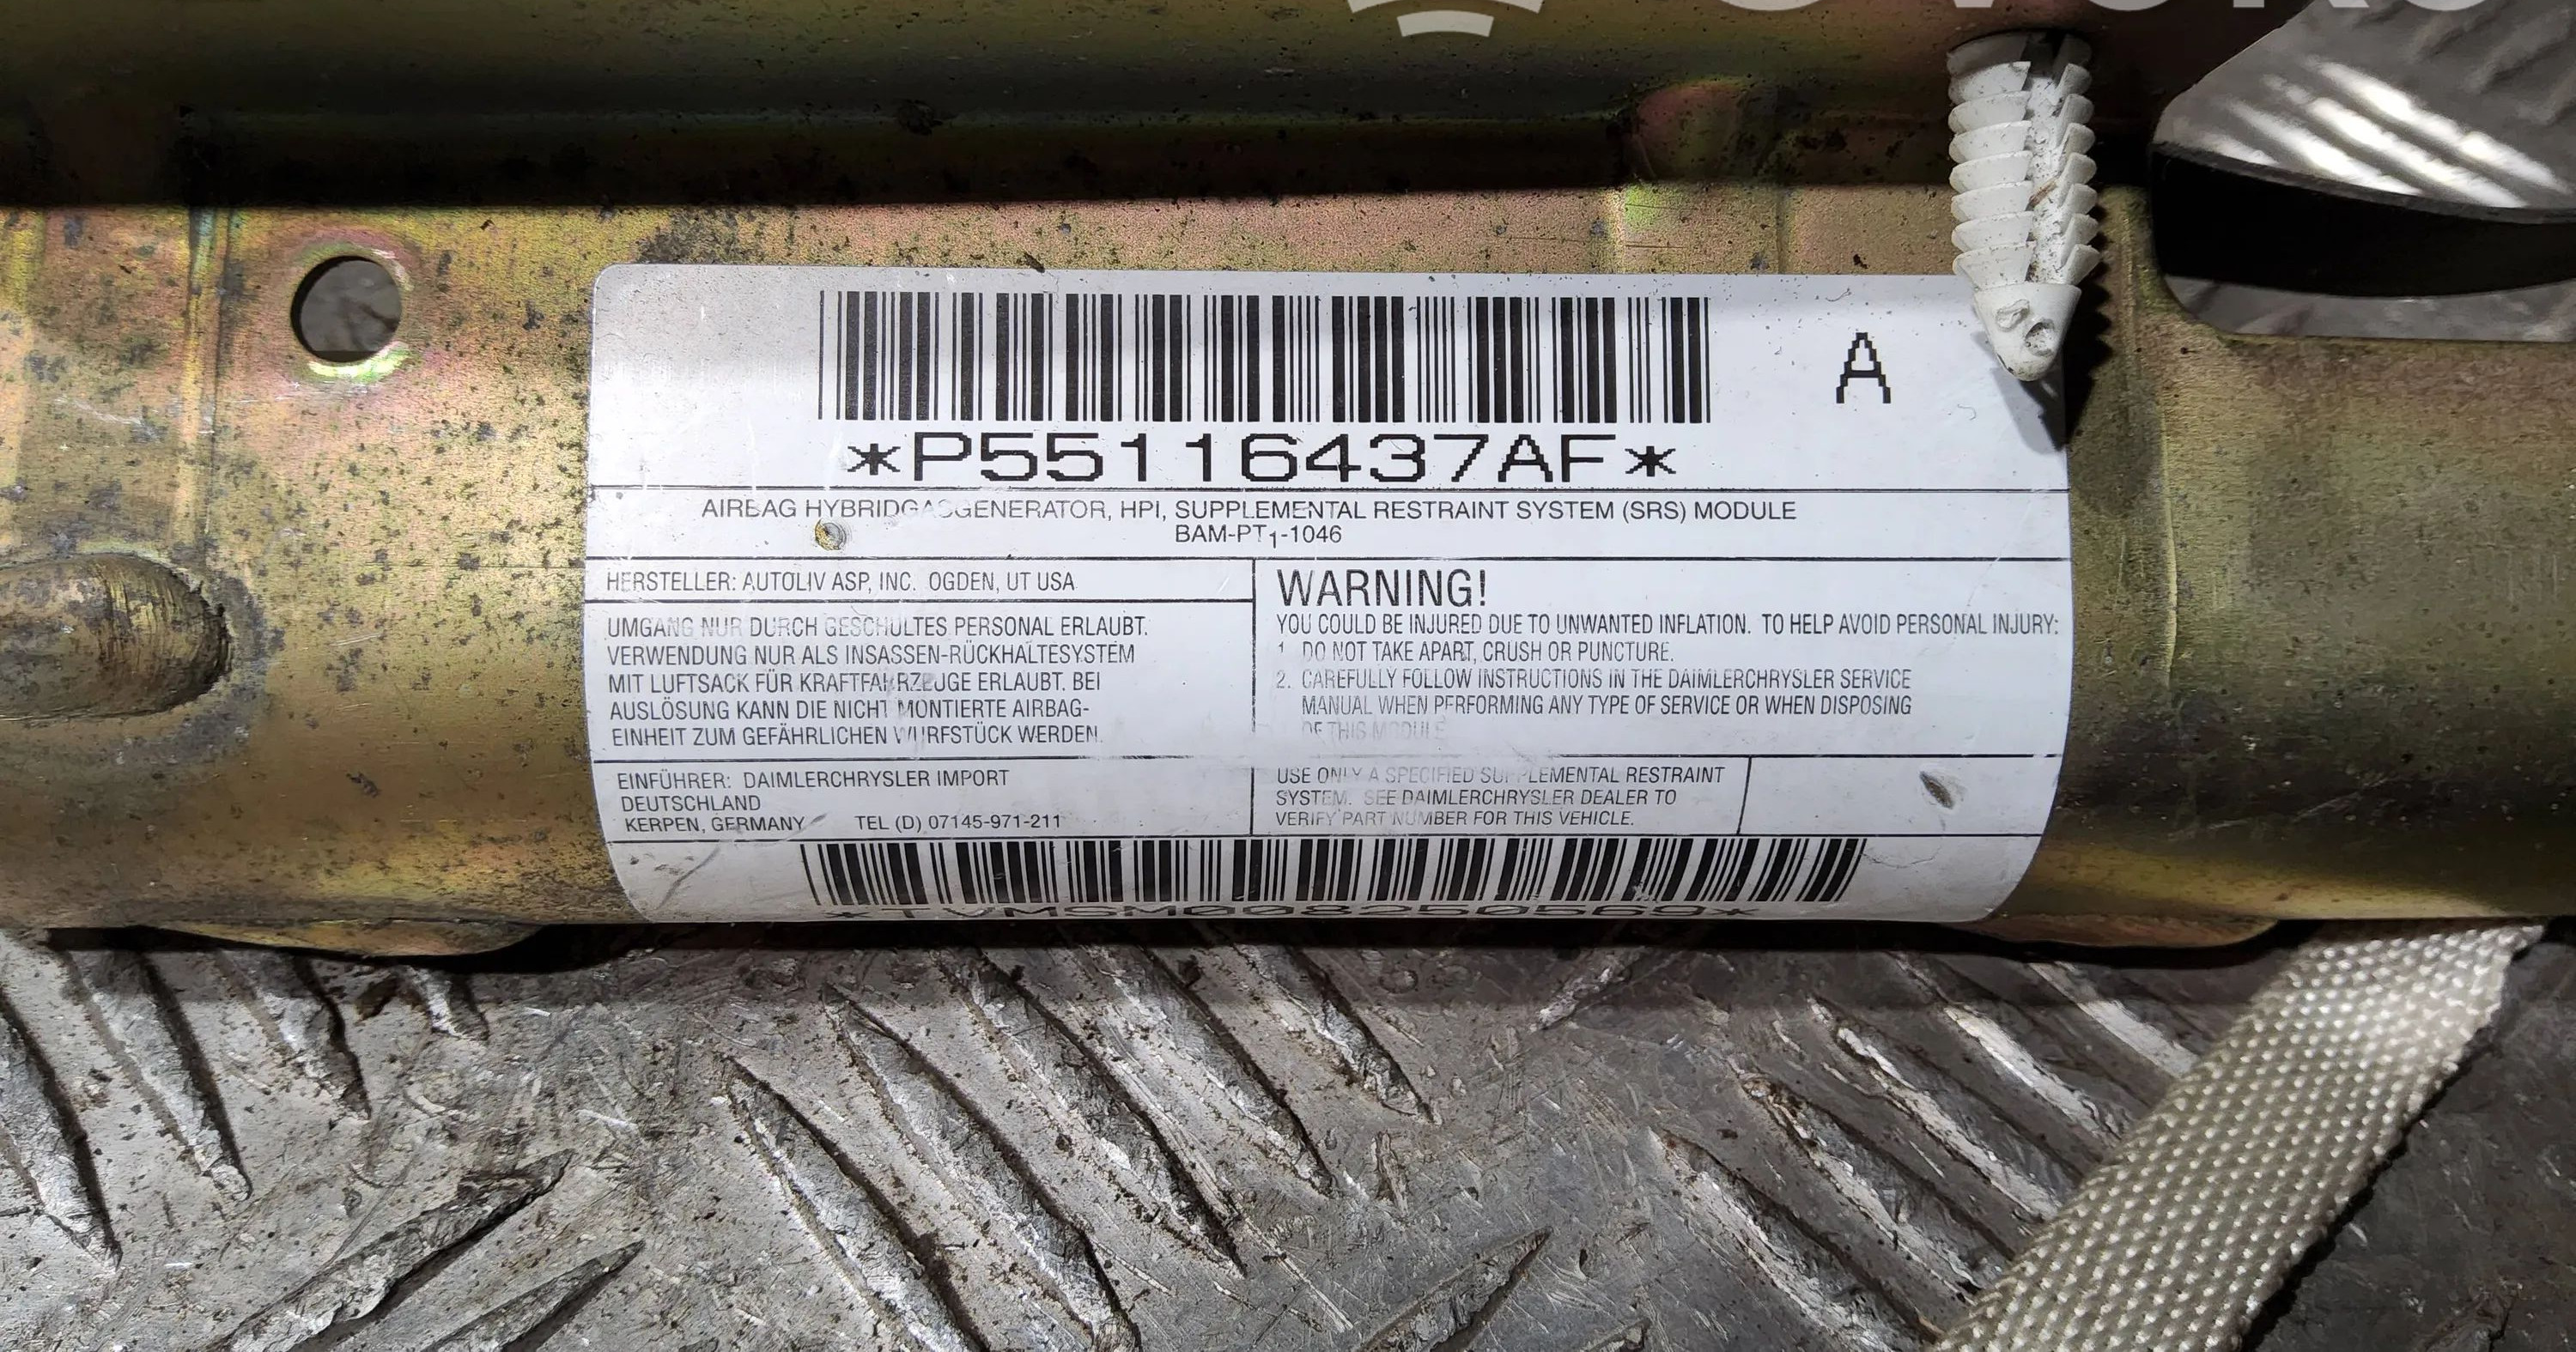 A
*P55116437AF*
AIRBAG HYBRIDGASGENERATOR, HPI, SUPPLEMENTAL RESTRAINT SYSTEM (SRS) MODULE
BAM-PT1-1046
HERSTELLER: AUTOLIV ASP, INC. OGDEN, UT USA
UMGANG NUR DURCH GESCHULTES PERSONAL ERLAUBT.
VERWENDUNG NUR ALS INSASSEN-RÜCKHALTESYSTEM
MIT LUFTSACK FÜR KRAFTFAHRZEUGE ERLAUBT. BEI
AUSLÖSUNG KANN DIE NICHT MONTIERTE AIRBAG-
EINHEIT ZUM GEFÄHRLICHEN WURFSTÜCK WERDEN.
WARNING!
YOU COULD BE INJURED DUE TO UNWANTED INFLATION. TO HELP AVOID PERSONAL INJURY:
1. DO NOT TAKE APART, CRUSH OR PUNCTURE.
2. CAREFULLY FOLLOW INSTRUCTIONS IN THE DAIMLERCHRYSLER SERVICE
MANUAL WHEN PERFORMING ANY TYPE OF SERVICE OR WHEN DISPOSING
OF THIS MODULE
EINFÜHRER: DAIMLERCHRYSLER IMPORT
DEUTSCHLAND
KERPEN, GERMANY TEL (D) 07145-971-211
USE ONLY A SPECIFIED SUPPLEMENTAL RESTRAINT
SYSTEM. SEE DAIMLERCHRYSLER DEALER TO
VERIFY PART NUMBER FOR THIS VEHICLE.
*TVMSM008250569*